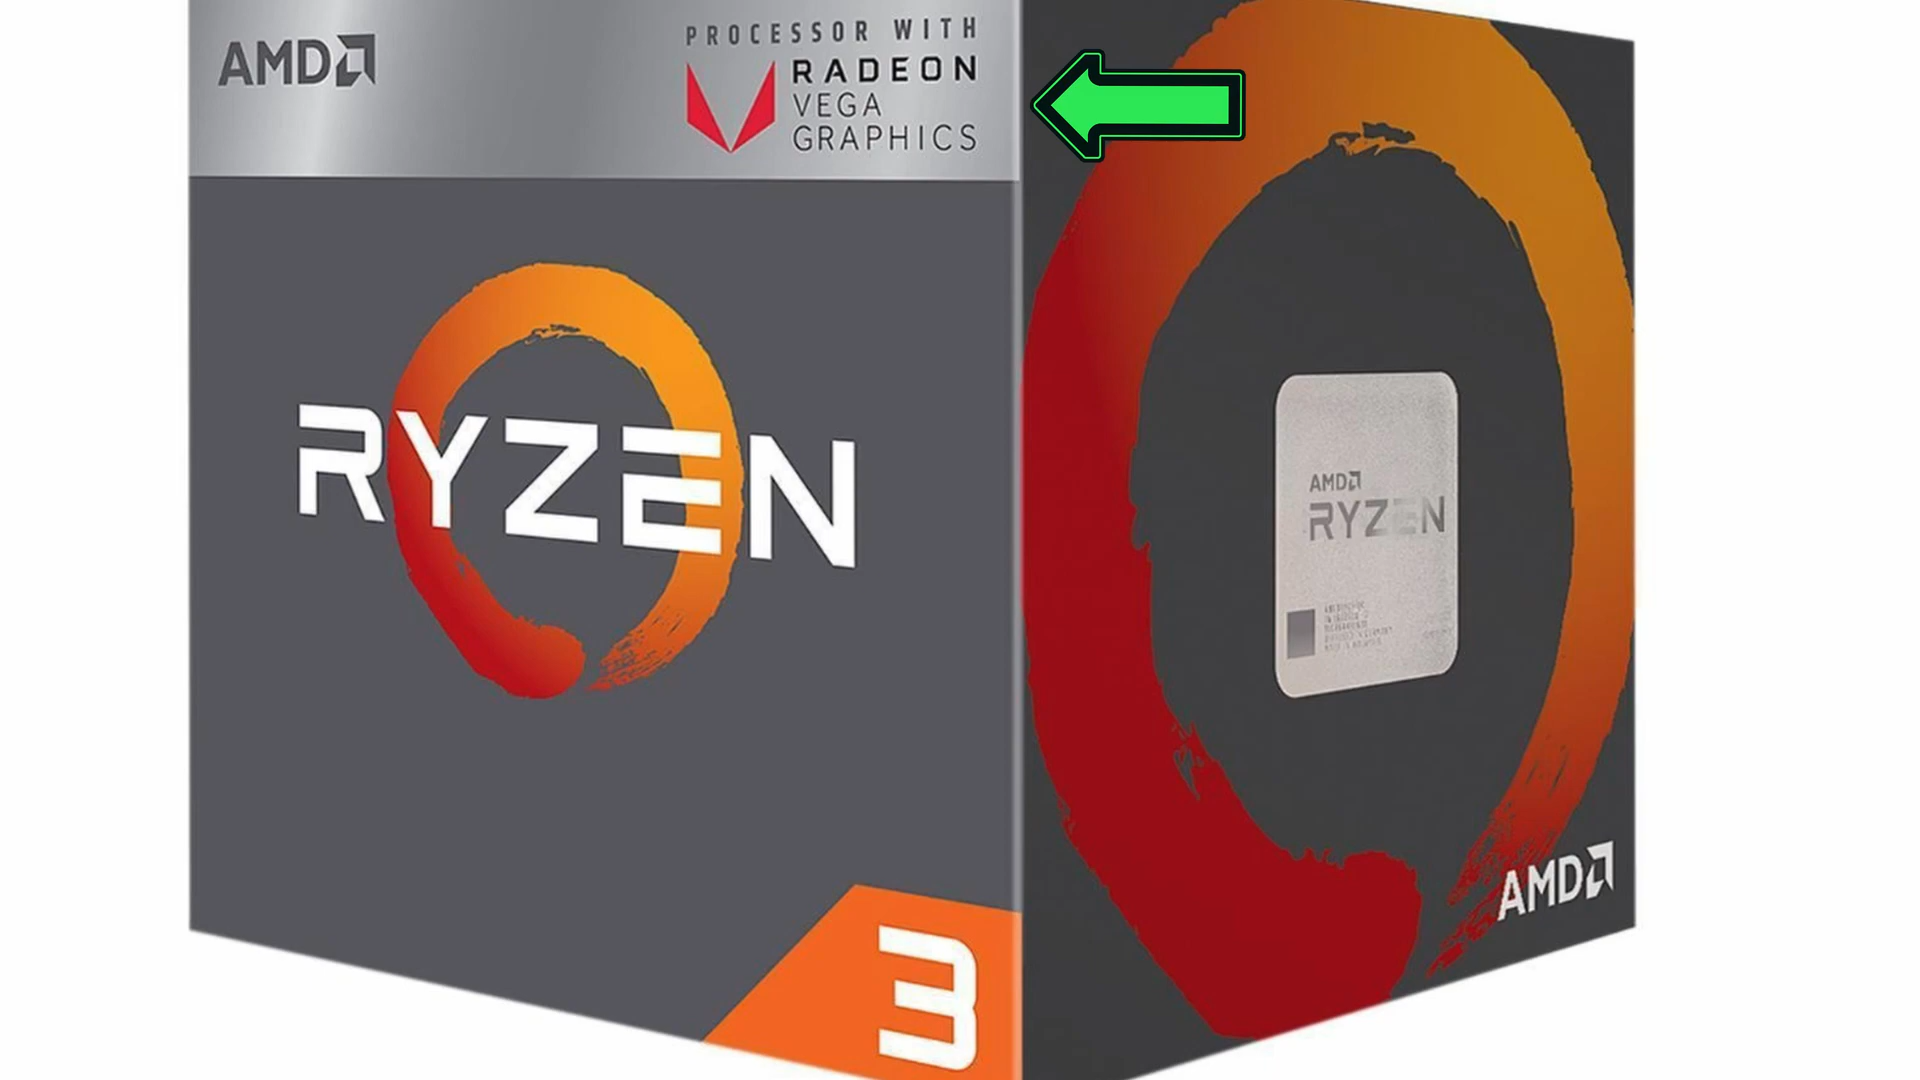 AMD
PROCESSOR WITH
RADEON
VEGA
GRAPHICS
RYZEN
3
AMD
RYZEN
AMD